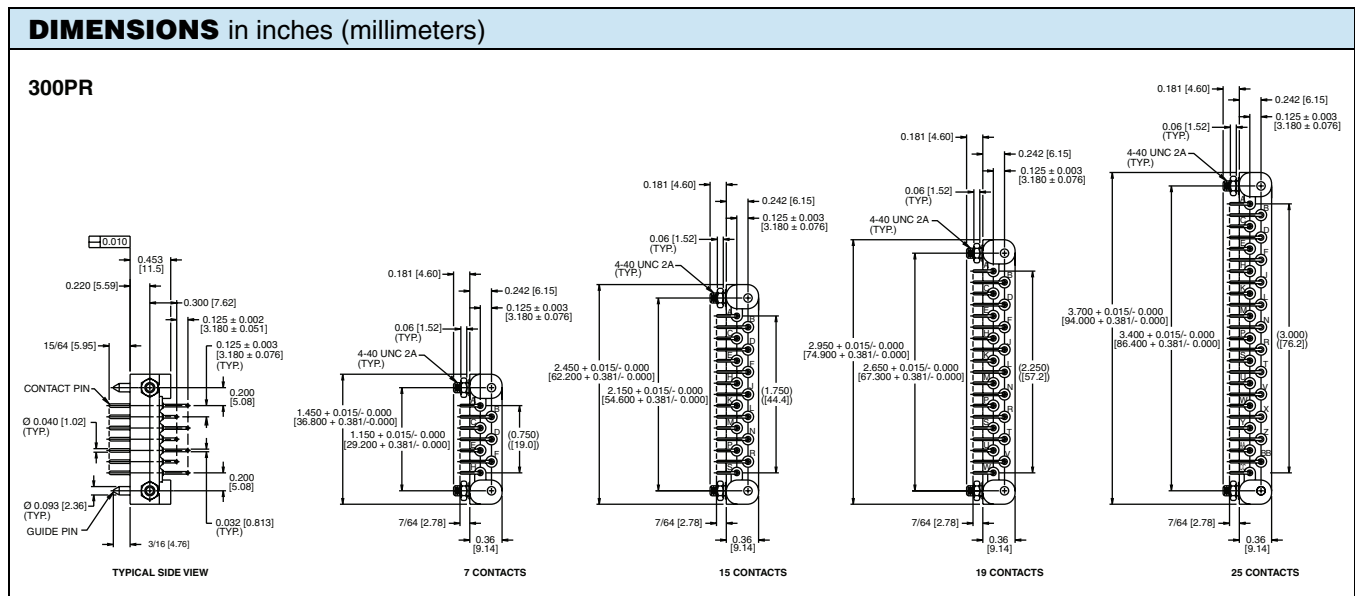 DIMENSIONS in inches (millimeters)
300PR
0.010
0.453
[11.5]
0.220 [5.59]
0.300 [7.62]
0.125 ± 0.002
[3.180 ± 0.051]
15/64 [5.95]
0.125 ± 0.003
[3.180 ± 0.076]
(TYP.)
CONTACT PIN
0.200
[5.08]
Ø 0.040 [1.02]
(TYP.)
0.200
[5.08]
Ø 0.093 [2.36]
(TYP.)
GUIDE PIN
0.032 [0.813]
(TYP.)
3/16 [4.76]
TYPICAL SIDE VIEW
0.181 [4.60]
0.242 [6.15]
0.125 ± 0.003
[3.180 ± 0.076]
0.06 [1.52]
(TYP.)
4-40 UNC 2A
(TYP.)
1.450 + 0.015/- 0.000
[36.800 + 0.381/-0.000]
1.150 + 0.015/- 0.000
[29.200 + 0.381/- 0.000]
A
B
C
D
E
F
H
(0.750)
([19.0])
7/64 [2.78]
0.36
[9.14]
7 CONTACTS
0.181 [4.60]
0.242 [6.15]
0.125 ± 0.003
[3.180 ± 0.076]
0.06 [1.52]
(TYP.)
4-40 UNC 2A
(TYP.)
2.450 + 0.015/- 0.000
[62.200 + 0.381/- 0.000]
2.150 + 0.015/- 0.000
[54.600 + 0.381/- 0.000]
A
B
C
D
E
F
H
J
K
L
M
N
P
R
S
(1.750)
([44.4])
7/64 [2.78]
0.36
[9.14]
15 CONTACTS
0.181 [4.60]
0.242 [6.15]
0.125 ± 0.003
[3.180 ± 0.076]
0.06 [1.52]
(TYP.)
4-40 UNC 2A
(TYP.)
2.950 + 0.015/- 0.000
[74.900 + 0.381/- 0.000]
2.650 + 0.015/- 0.000
[67.300 + 0.381/- 0.000]
A
B
C
D
E
F
H
J
K
L
M
N
P
R
S
T
U
V
W
(2.250)
([57.2])
7/64 [2.78]
0.36
[9.14]
19 CONTACTS
0.181 [4.60]
0.242 [6.15]
0.125 ± 0.003
[3.180 ± 0.076]
0.06 [1.52]
(TYP.)
4-40 UNC 2A
(TYP.)
3.700 + 0.015/- 0.000
[94.000 + 0.381/- 0.000]
3.400 + 0.015/- 0.000
[86.400 + 0.381/- 0.000]
A
B
C
D
E
F
H
J
K
L
M
N
P
R
S
T
U
V
W
X
Y
Z
BB
(3.000)
([76.2])
7/64 [2.78]
0.36
[9.14]
25 CONTACTS